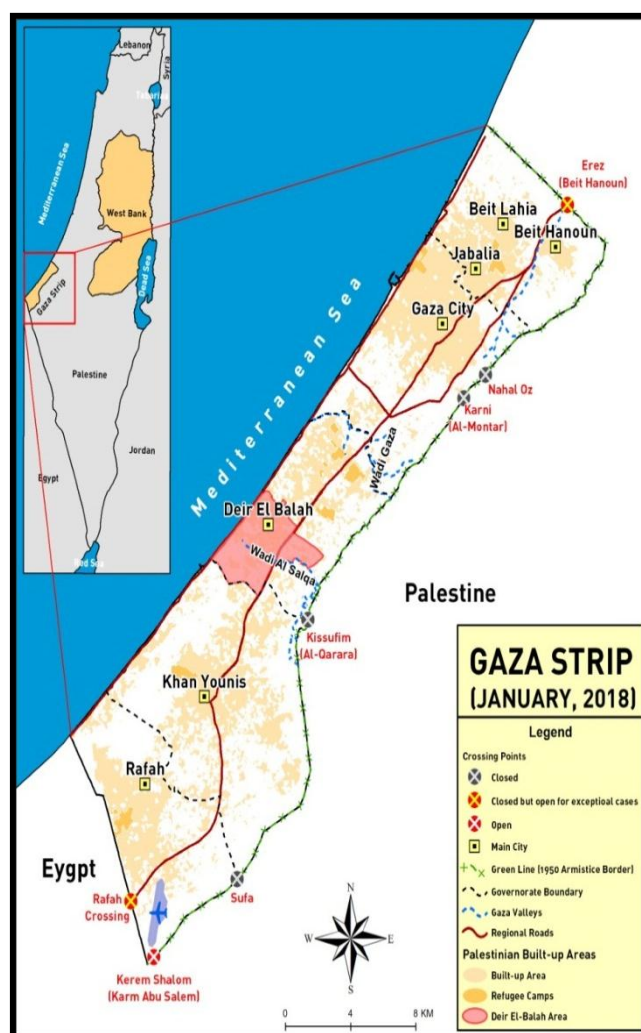 Lebanon
Syria
Tabarius
Mediterranean Sea
West Bank
Dead Sea
Gaza Strip
Palestine
Jordan
Egypt
Red Sea
Erez
(Beit Hanoun)
Beit Lahia
Beit Hanoun
Jabalia
Gaza City
Mediterranean Sea
Nahal Oz
Karni
(Al-Montar)
Wadi Gaza
Deir El Balah
Wadi Al Salqa
Palestine
Kissufim
(Al-Qarara)
Khan Younis
Rafah
Eygpt
Rafah
Crossing
Sufa
Kerem Shalom
(Karm Abu Salem)
N
W
E
S
0 4 8 KM
GAZA STRIP
(JANUARY, 2018)
Legend
Crossing Points
Closed
Closed but open for exceptioal cases
Open
Main City
Green Line (1950 Armistice Border)
Governorate Boundary
Gaza Valleys
Regional Roads
Palestinian Built-up Areas
Built-up Area
Refugee Camps
Deir El-Balah Area